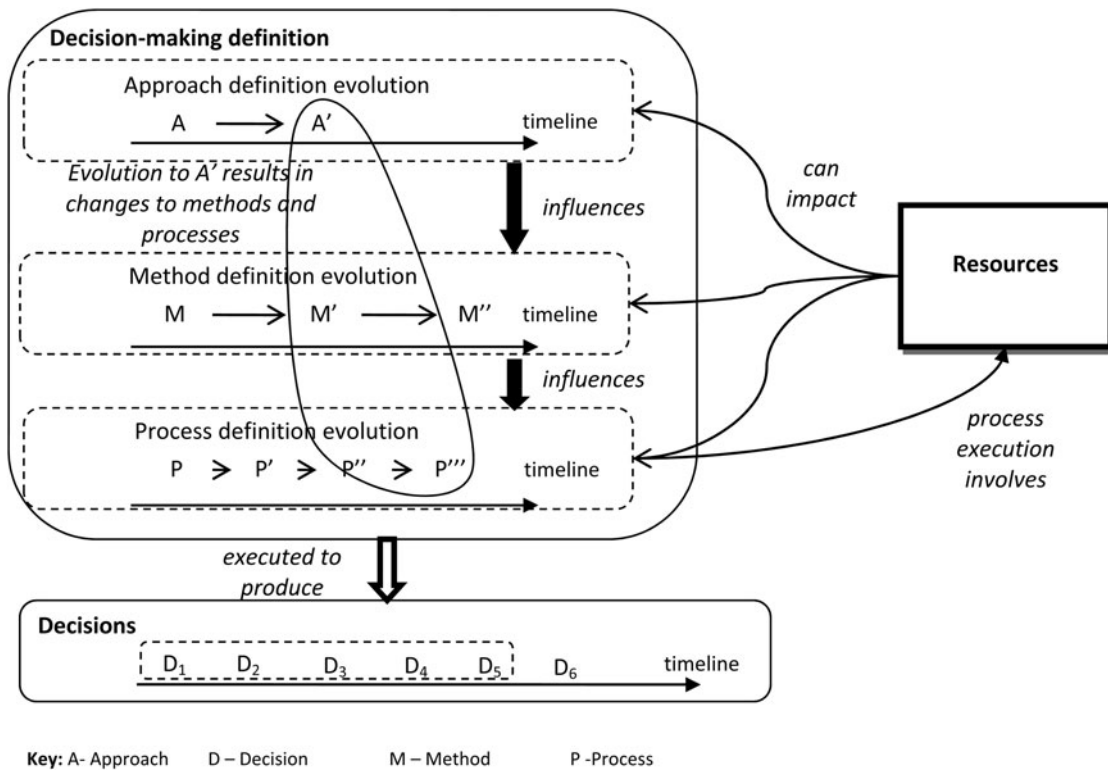 Decision-making definition
Approach definition evolution
A A’ timeline
Evolution to A’ results in
changes to methods and
processes
influences
can
impact
Resources
Method definition evolution
M M’ M’’ timeline
influences
Process definition evolution
P P’ P’’ P’’’ timeline
process
execution
involves
executed to
produce
Decisions
D1 D2 D3 D4 D5 D6 timeline
Key: A- Approach D – Decision M – Method P -Process